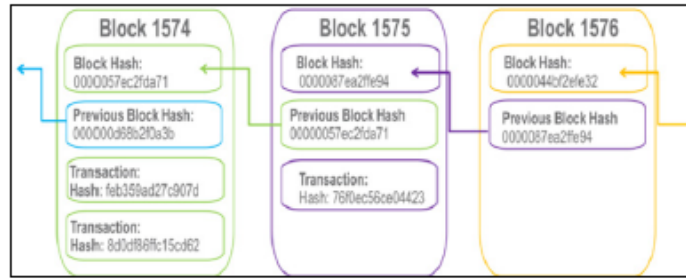 Block 1574
Block Hash:
0000057ec2fda71
Previous Block Hash:
000000d68b2f0a3b
Transaction:
Hash: feb359ad27c907d
Transaction:
Hash: 8d0df86ffc15cd62
Block 1575
Block Hash:
0000087ea2ffe94
Previous Block Hash
00000057ec2fda71
Transaction:
Hash: 76f0ec56ce04423
Block 1576
Block Hash:
0000044bf2efe32
Previous Block Hash
0000087ea2ffe94